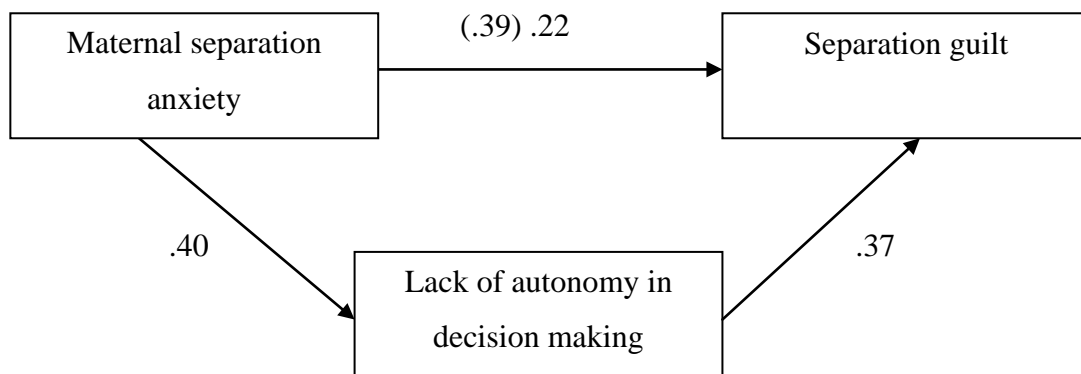 Maternal separation
anxiety
(.39) .22
Separation guilt
.40
.37
Lack of autonomy in
decision making